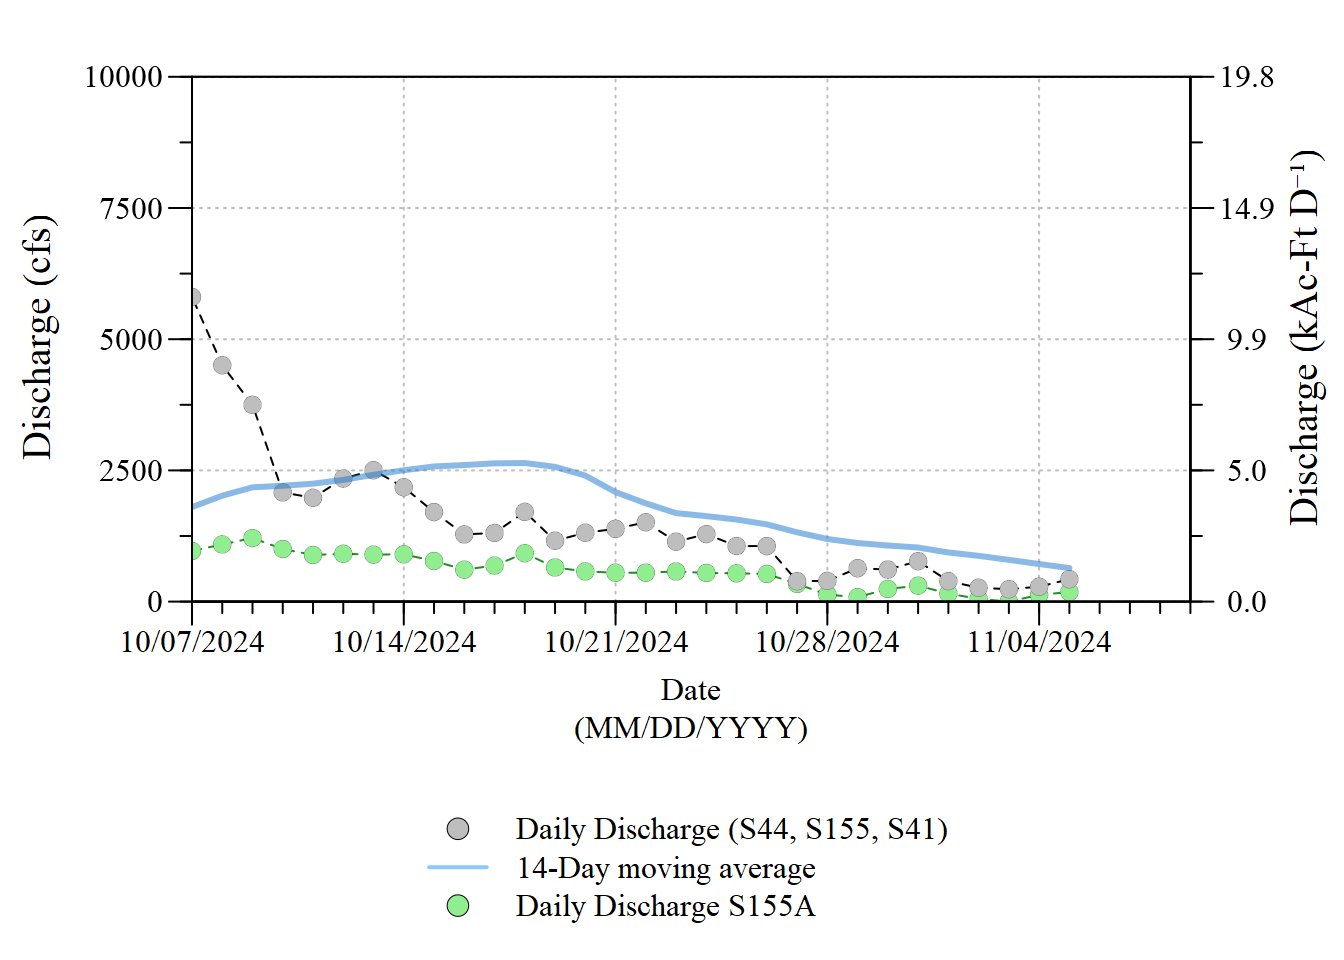 10000
7500
5000
2500
0
Discharge (cfs)
19.8
14.9
9.9
5.0
0.0
Discharge (kAc-Ft D⁻¹)
10/07/2024 10/14/2024 10/21/2024 10/28/2024 11/04/2024
Date
(MM/DD/YYYY)
Daily Discharge (S44, S155, S41)
14-Day moving average
Daily Discharge S155A